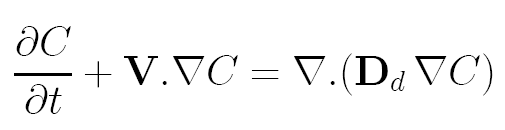 ∂C/∂t + V.∇C = ∇.(D_d ∇C)